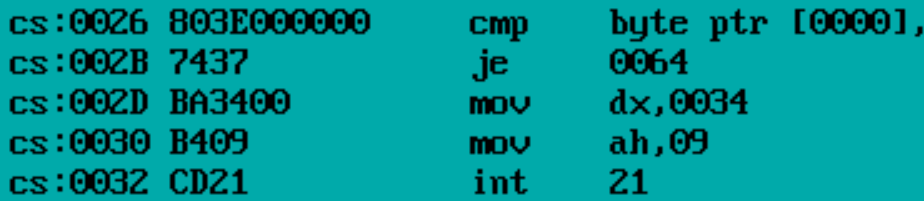 cs:0026 803E000000 cmp byte ptr [0000],
cs:002B 7437 je 0064
cs:002D BA3400 mov dx,0034
cs:0030 B409 mov ah,09
cs:0032 CD21 int 21